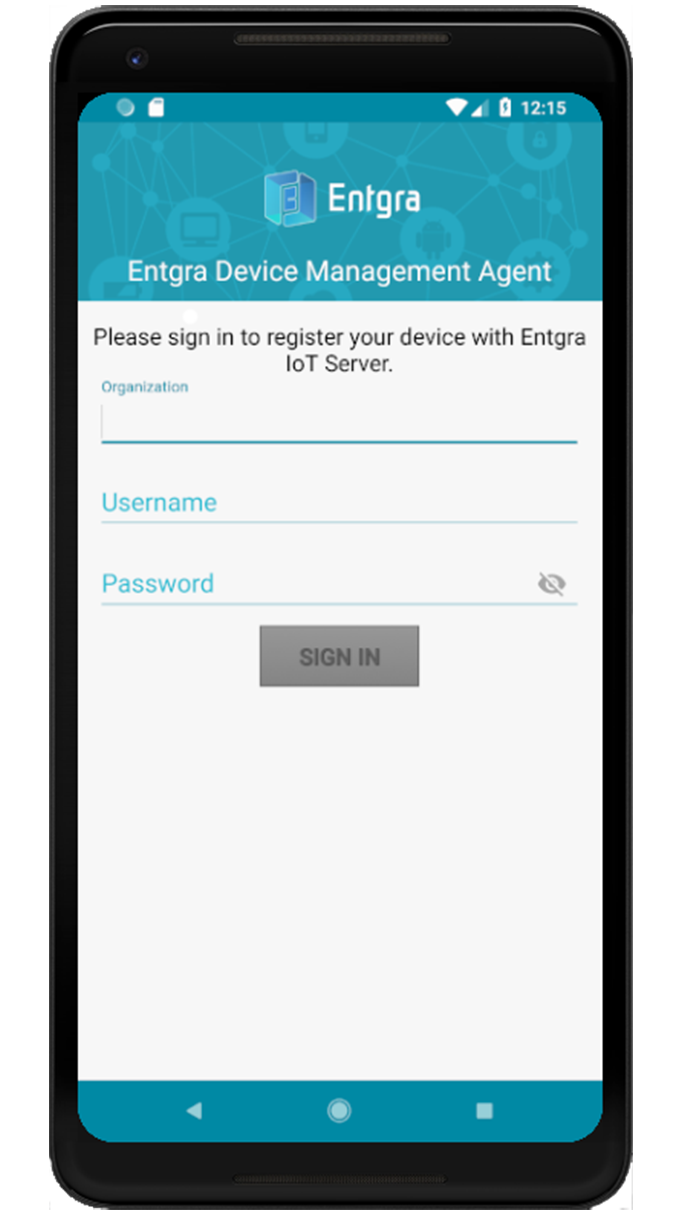 12:15
Entgra
Entgra Device Management Agent
Please sign in to register your device with Entgra
IoT Server.
Organization
Username
Password
SIGN IN